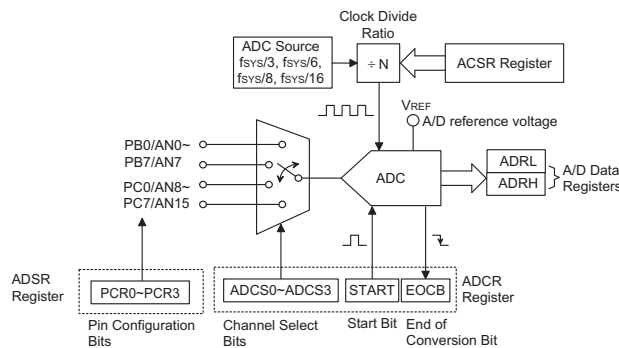 Clock Divide
Ratio
ADC Source
fSYS/3, fSYS/6,
fSYS/8, fSYS/16
÷ N
ACSR Register
VREF
A/D reference voltage
PB0/AN0~
PB7/AN7
PC0/AN8~
PC7/AN15
ADC
ADRL
ADRH
A/D Data
Registers
ADSR
Register
PCR0~PCR3
ADCS0~ADCS3
START
EOCB
ADCR
Register
Pin Configuration
Bits
Channel Select
Bits
Start Bit
End of
Conversion Bit